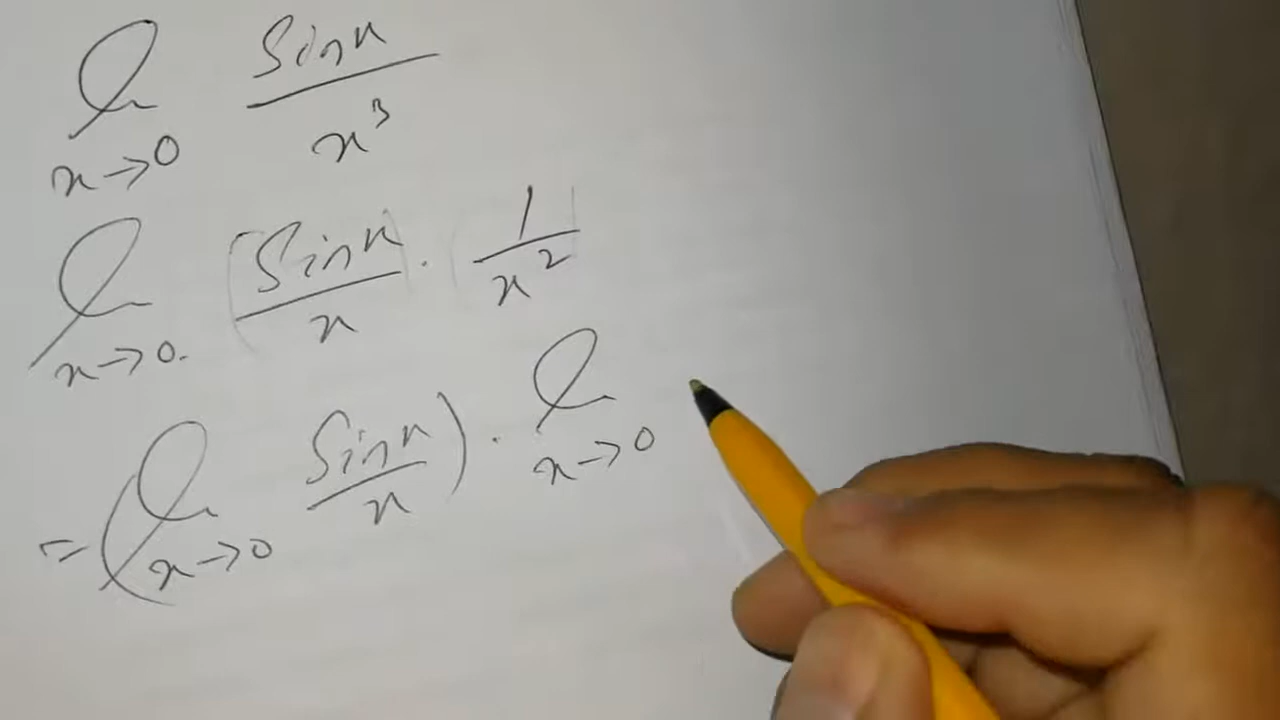 lim x→0 sin x / x³
lim x→0. (sin x / x) · (1 / x²)
= (lim x→0 sin x / x) · lim x→0